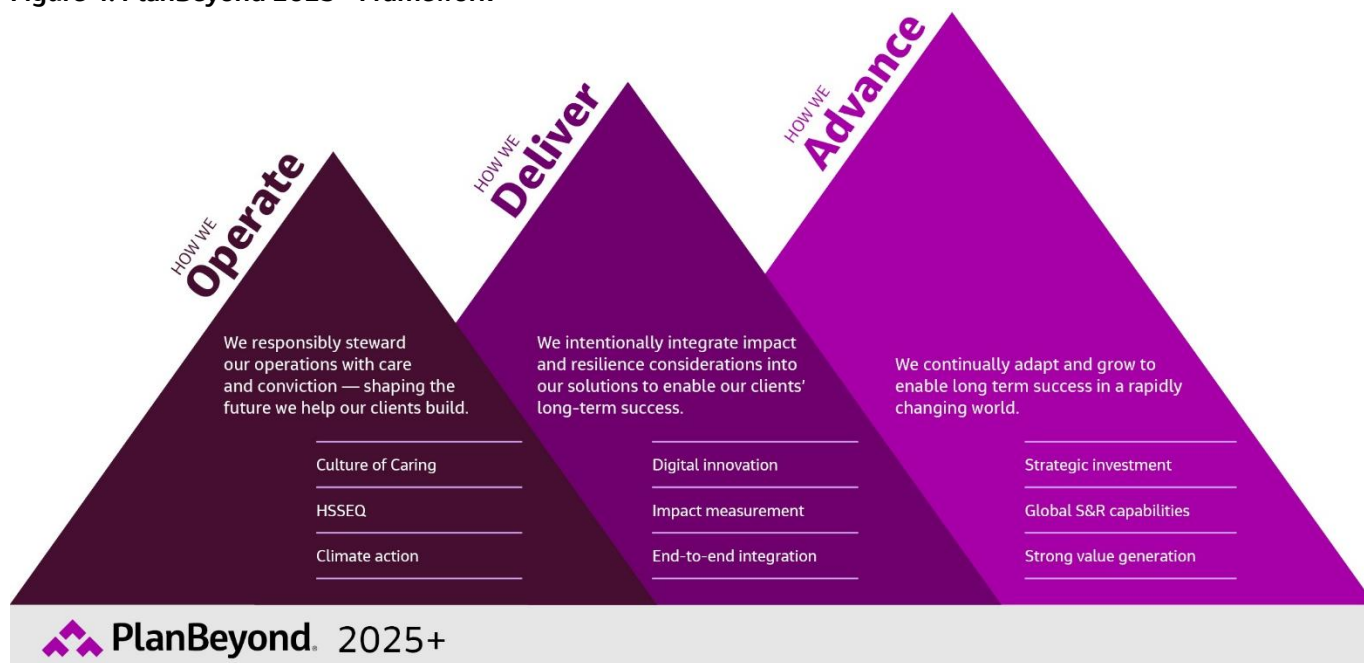 HOW WE
Operate
We responsibly steward
our operations with care
and conviction — shaping the
future we help our clients build.
Culture of Caring
HSSEQ
Climate action
HOW WE
Deliver
We intentionally integrate impact
and resilience considerations into
our solutions to enable our clients’
long-term success.
Digital innovation
Impact measurement
End-to-end integration
HOW WE
Advance
We continually adapt and grow to
enable long term success in a rapidly
changing world.
Strategic investment
Global S&R capabilities
Strong value generation
PlanBeyond® 2025+